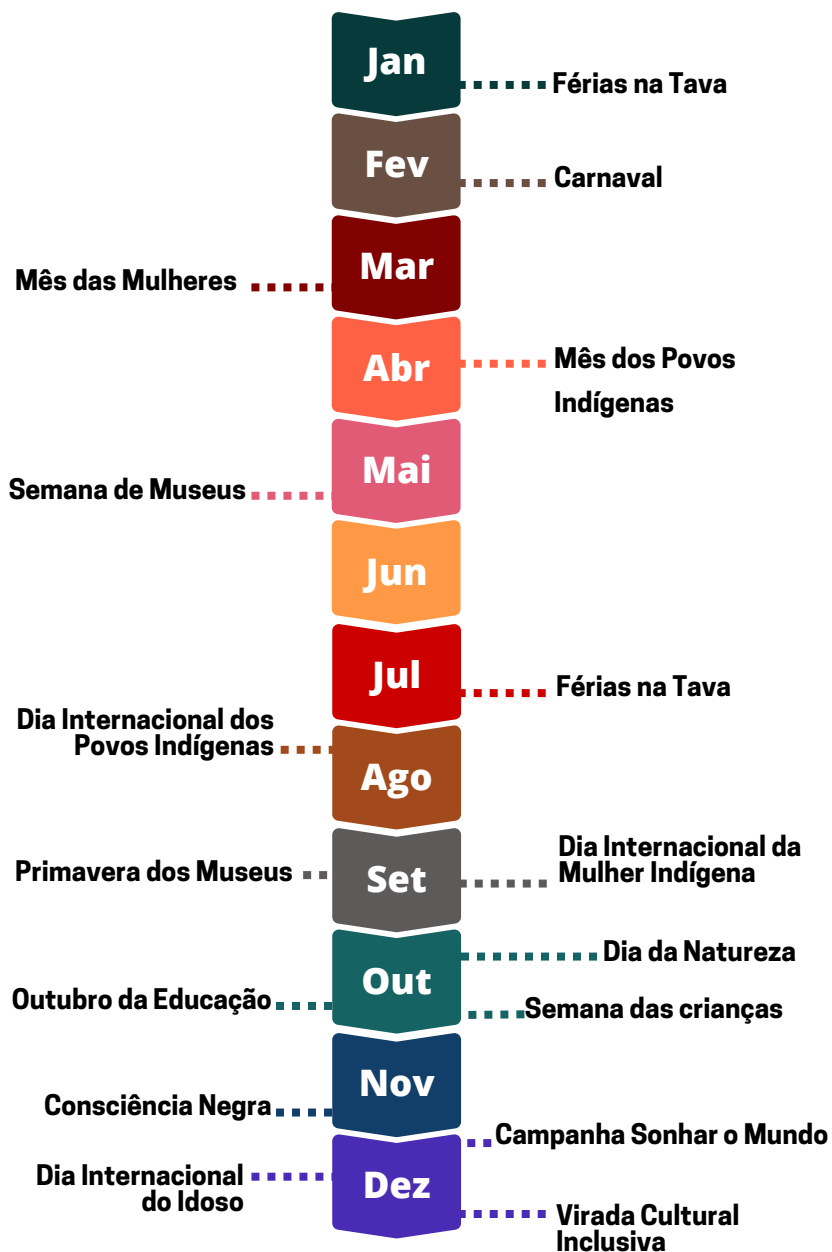 Jan
Férias na Tava
Fev
Carnaval
Mar
Mês das Mulheres
Abr
Mês dos Povos
Indígenas
Mai
Semana de Museus
Jun
Jul
Férias na Tava
Dia Internacional dos
Povos Indígenas
Ago
Primavera dos Museus
Set
Dia Internacional da
Mulher Indígena
Dia da Natureza
Out
Outubro da Educação
Semana das crianças
Nov
Consciência Negra
Campanha Sonhar o Mundo
Dia Internacional
do Idoso
Dez
Virada Cultural
Inclusiva